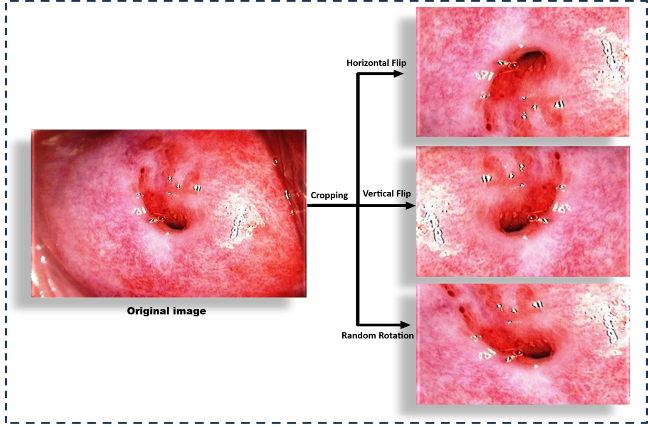 Horizontal Flip
Cropping
Vertical Flip
Original image
Random Rotation